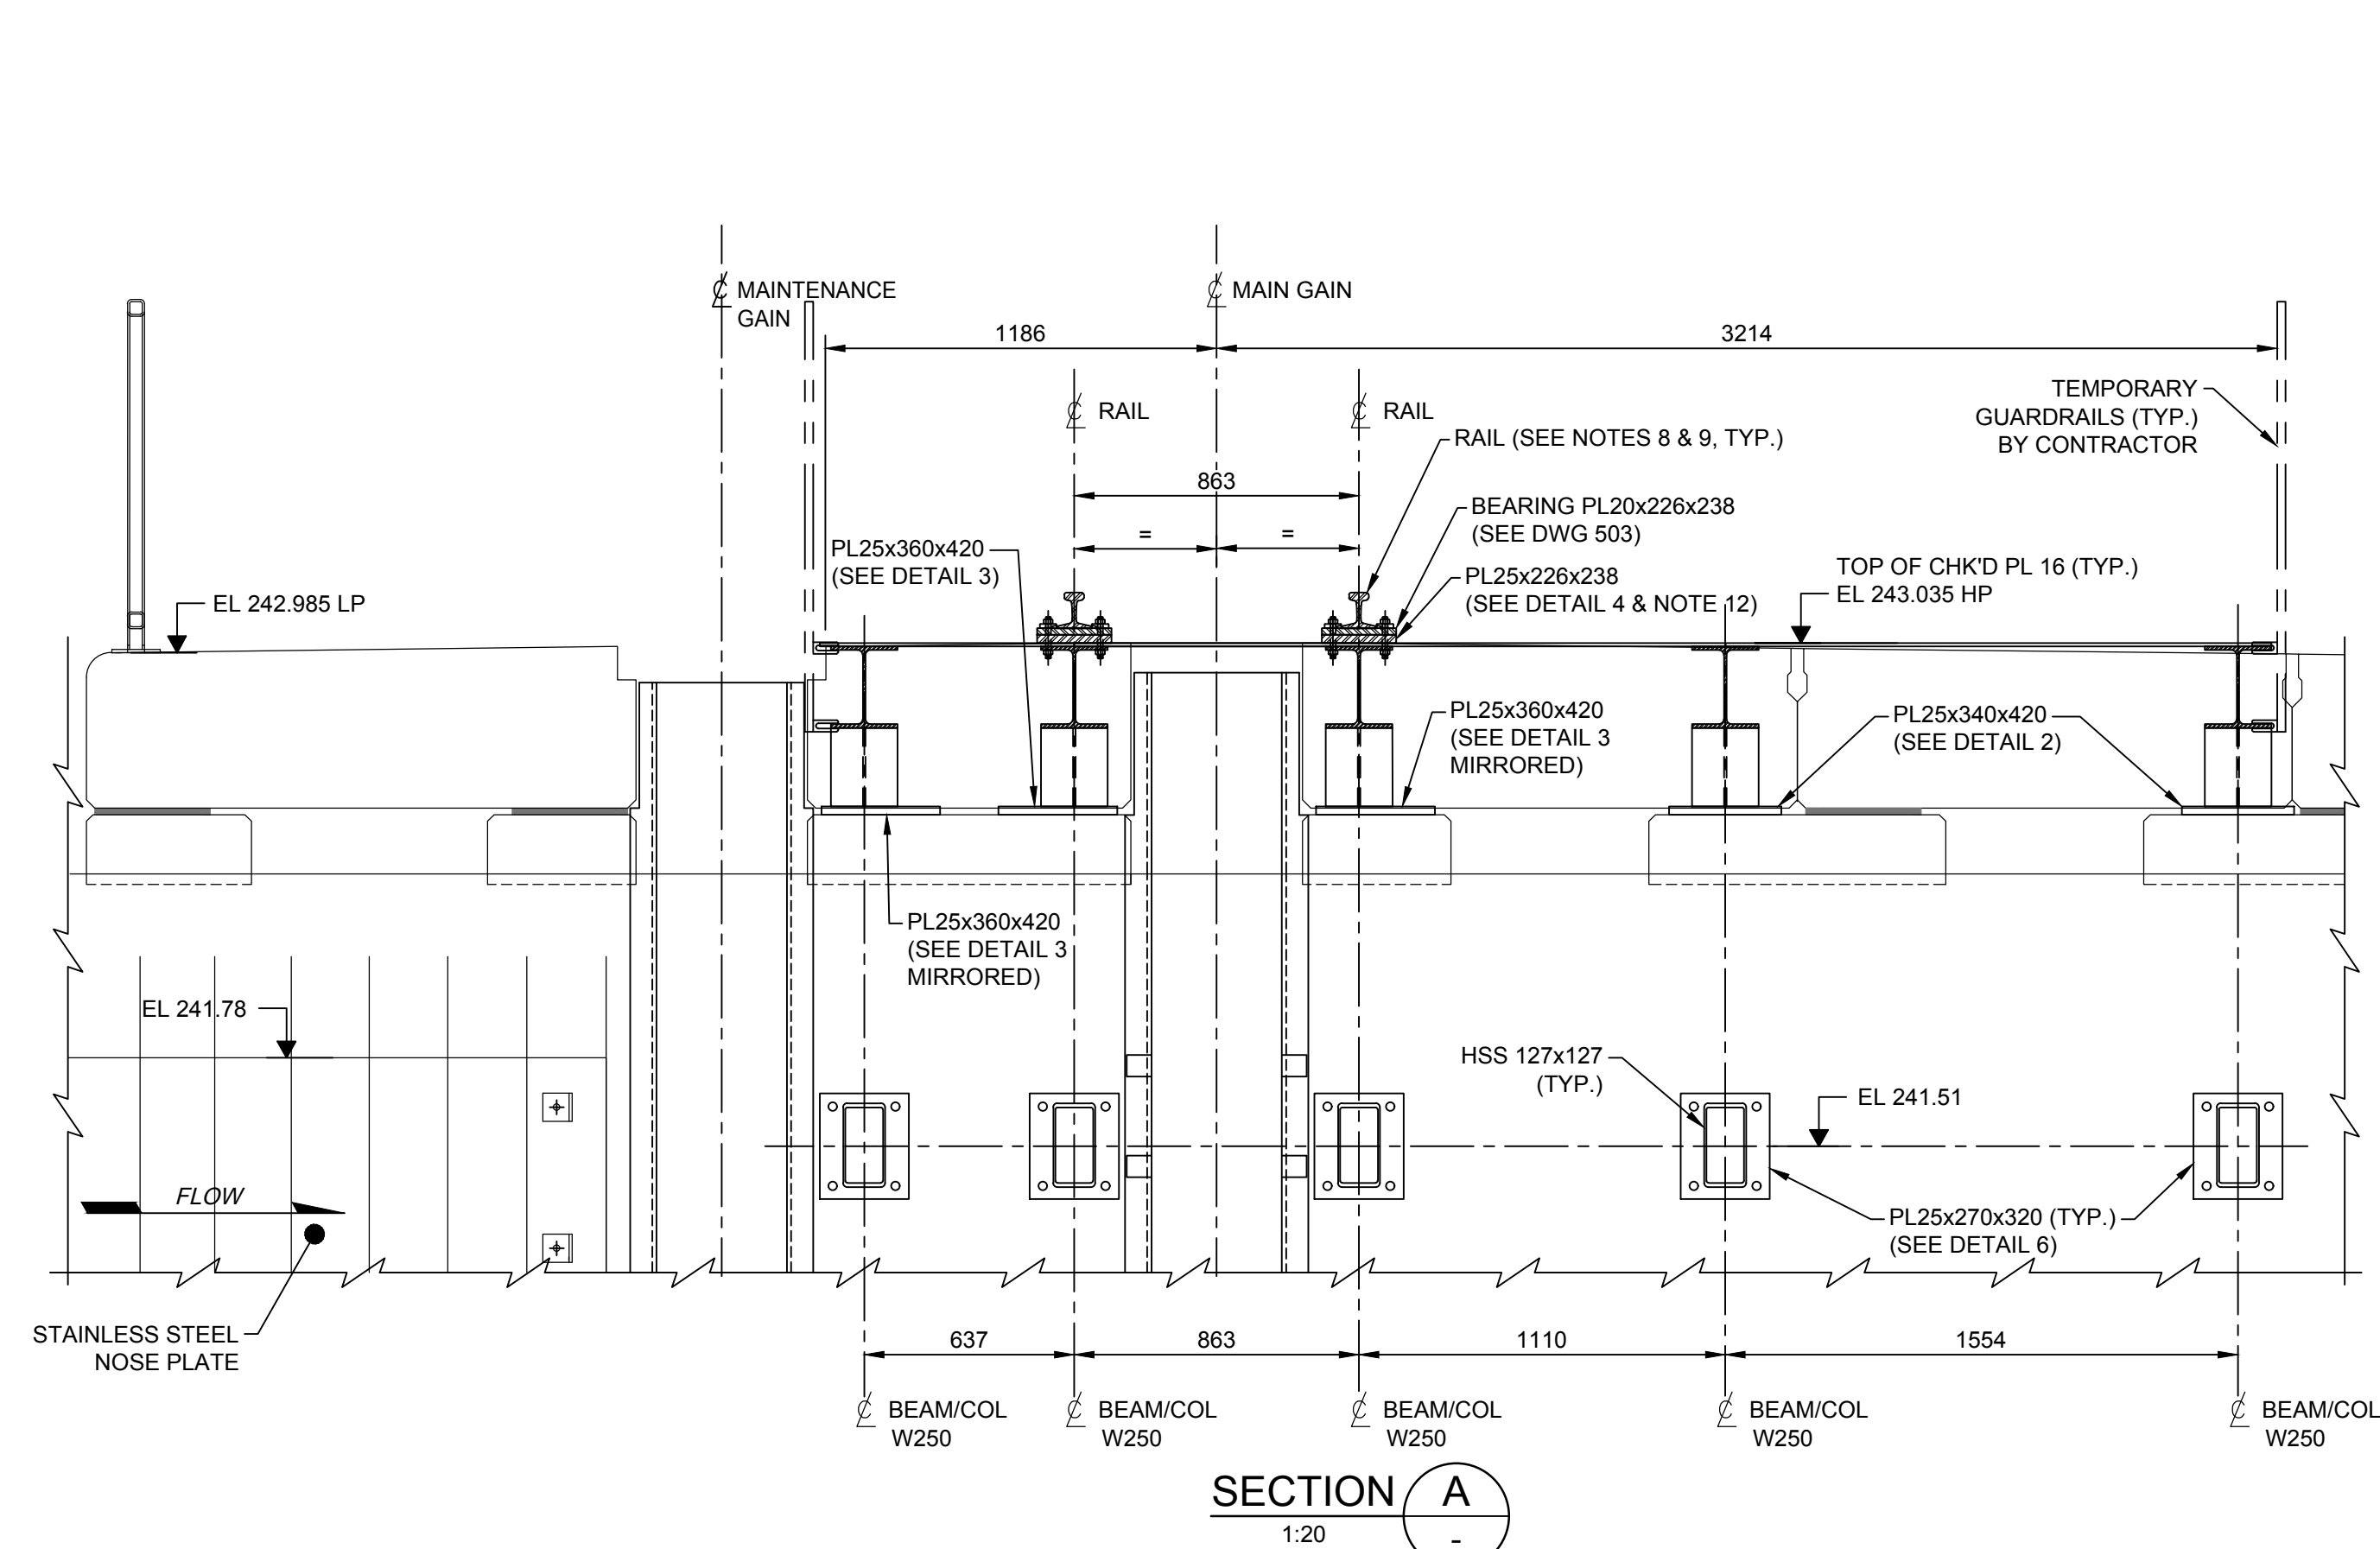 ℄ MAINTENANCE
GAIN
℄ MAIN GAIN
1186
3214
TEMPORARY
GUARDRAILS (TYP.)
BY CONTRACTOR
℄ RAIL
℄ RAIL
RAIL (SEE NOTES 8 & 9, TYP.)
863
BEARING PL20x226x238
(SEE DWG 503)
=
=
PL25x360x420
(SEE DETAIL 3)
PL25x226x238
(SEE DETAIL 4 & NOTE 12)
TOP OF CHK'D PL 16 (TYP.)
EL 243.035 HP
EL 242.985 LP
PL25x360x420
(SEE DETAIL 3
MIRRORED)
PL25x340x420
(SEE DETAIL 2)
PL25x360x420
(SEE DETAIL 3
MIRRORED)
EL 241.78
HSS 127x127
(TYP.)
EL 241.51
FLOW
PL25x270x320 (TYP.)
(SEE DETAIL 6)
STAINLESS STEEL
NOSE PLATE
637
863
1110
1554
℄ BEAM/COL
W250
℄ BEAM/COL
W250
℄ BEAM/COL
W250
℄ BEAM/COL
W250
℄ BEAM/COL
W250
SECTION A
1:20
-